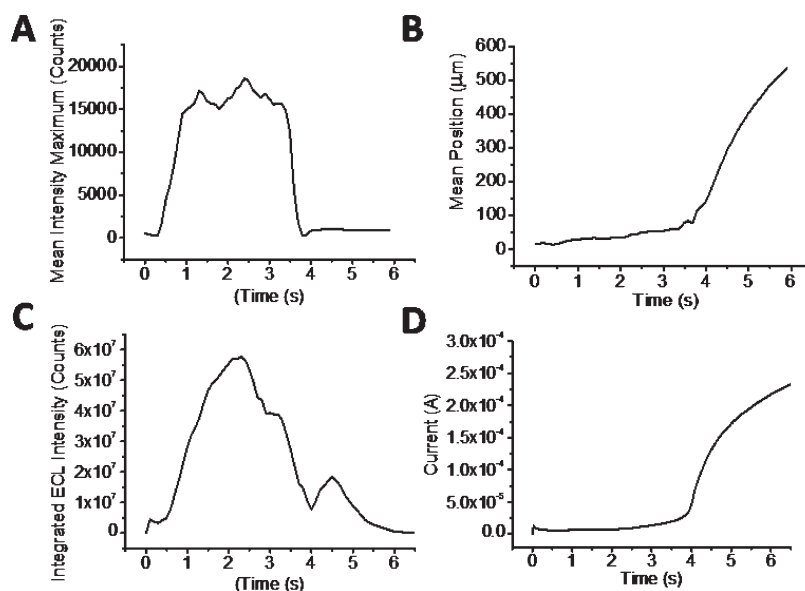 A
Mean Intensity Maximum (Counts)
20000
15000
10000
5000
0
0 1 2 3 4 5 6
(Time (s)
B
Mean Position (μm)
600
500
400
300
200
100
0
0 1 2 3 4 5 6
Time (s)
C
Integrated ECL Intensity (Counts)
6x10⁷
5x10⁷
4x10⁷
3x10⁷
2x10⁷
1x10⁷
0
0 1 2 3 4 5 6
(Time (s)
D
Current (A)
3.0x10⁻⁴
2.5x10⁻⁴
2.0x10⁻⁴
1.5x10⁻⁴
1.0x10⁻⁴
5.0x10⁻⁵
0.0
0 1 2 3 4 5 6
Time (s)